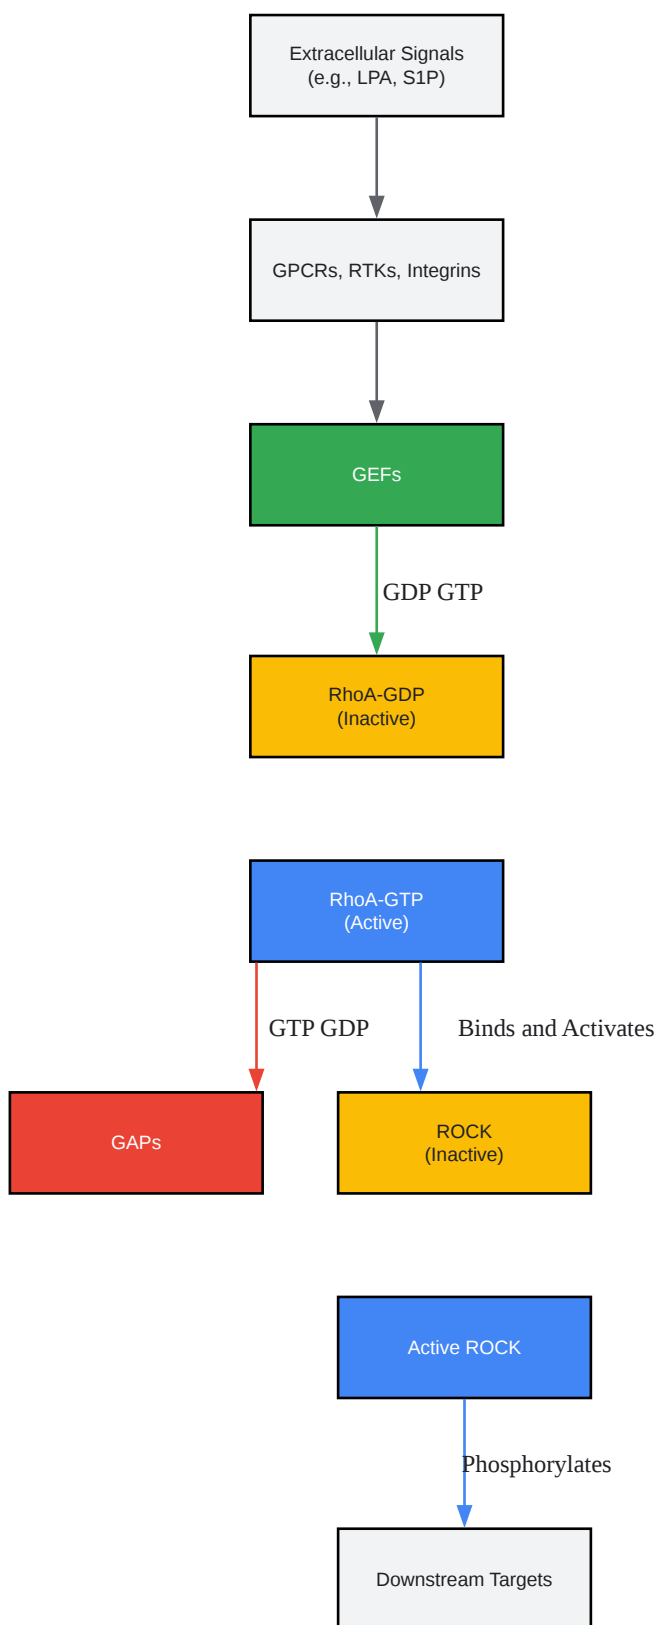 Extracellular Signals
(e.g., LPA, S1P)
GPCRs, RTKs, Integrins
GEFs
GDP GTP
RhoA-GDP
(Inactive)
RhoA-GTP
(Active)
GTP GDP
Binds and Activates
GAPs
ROCK
(Inactive)
Active ROCK
Phosphorylates
Downstream Targets